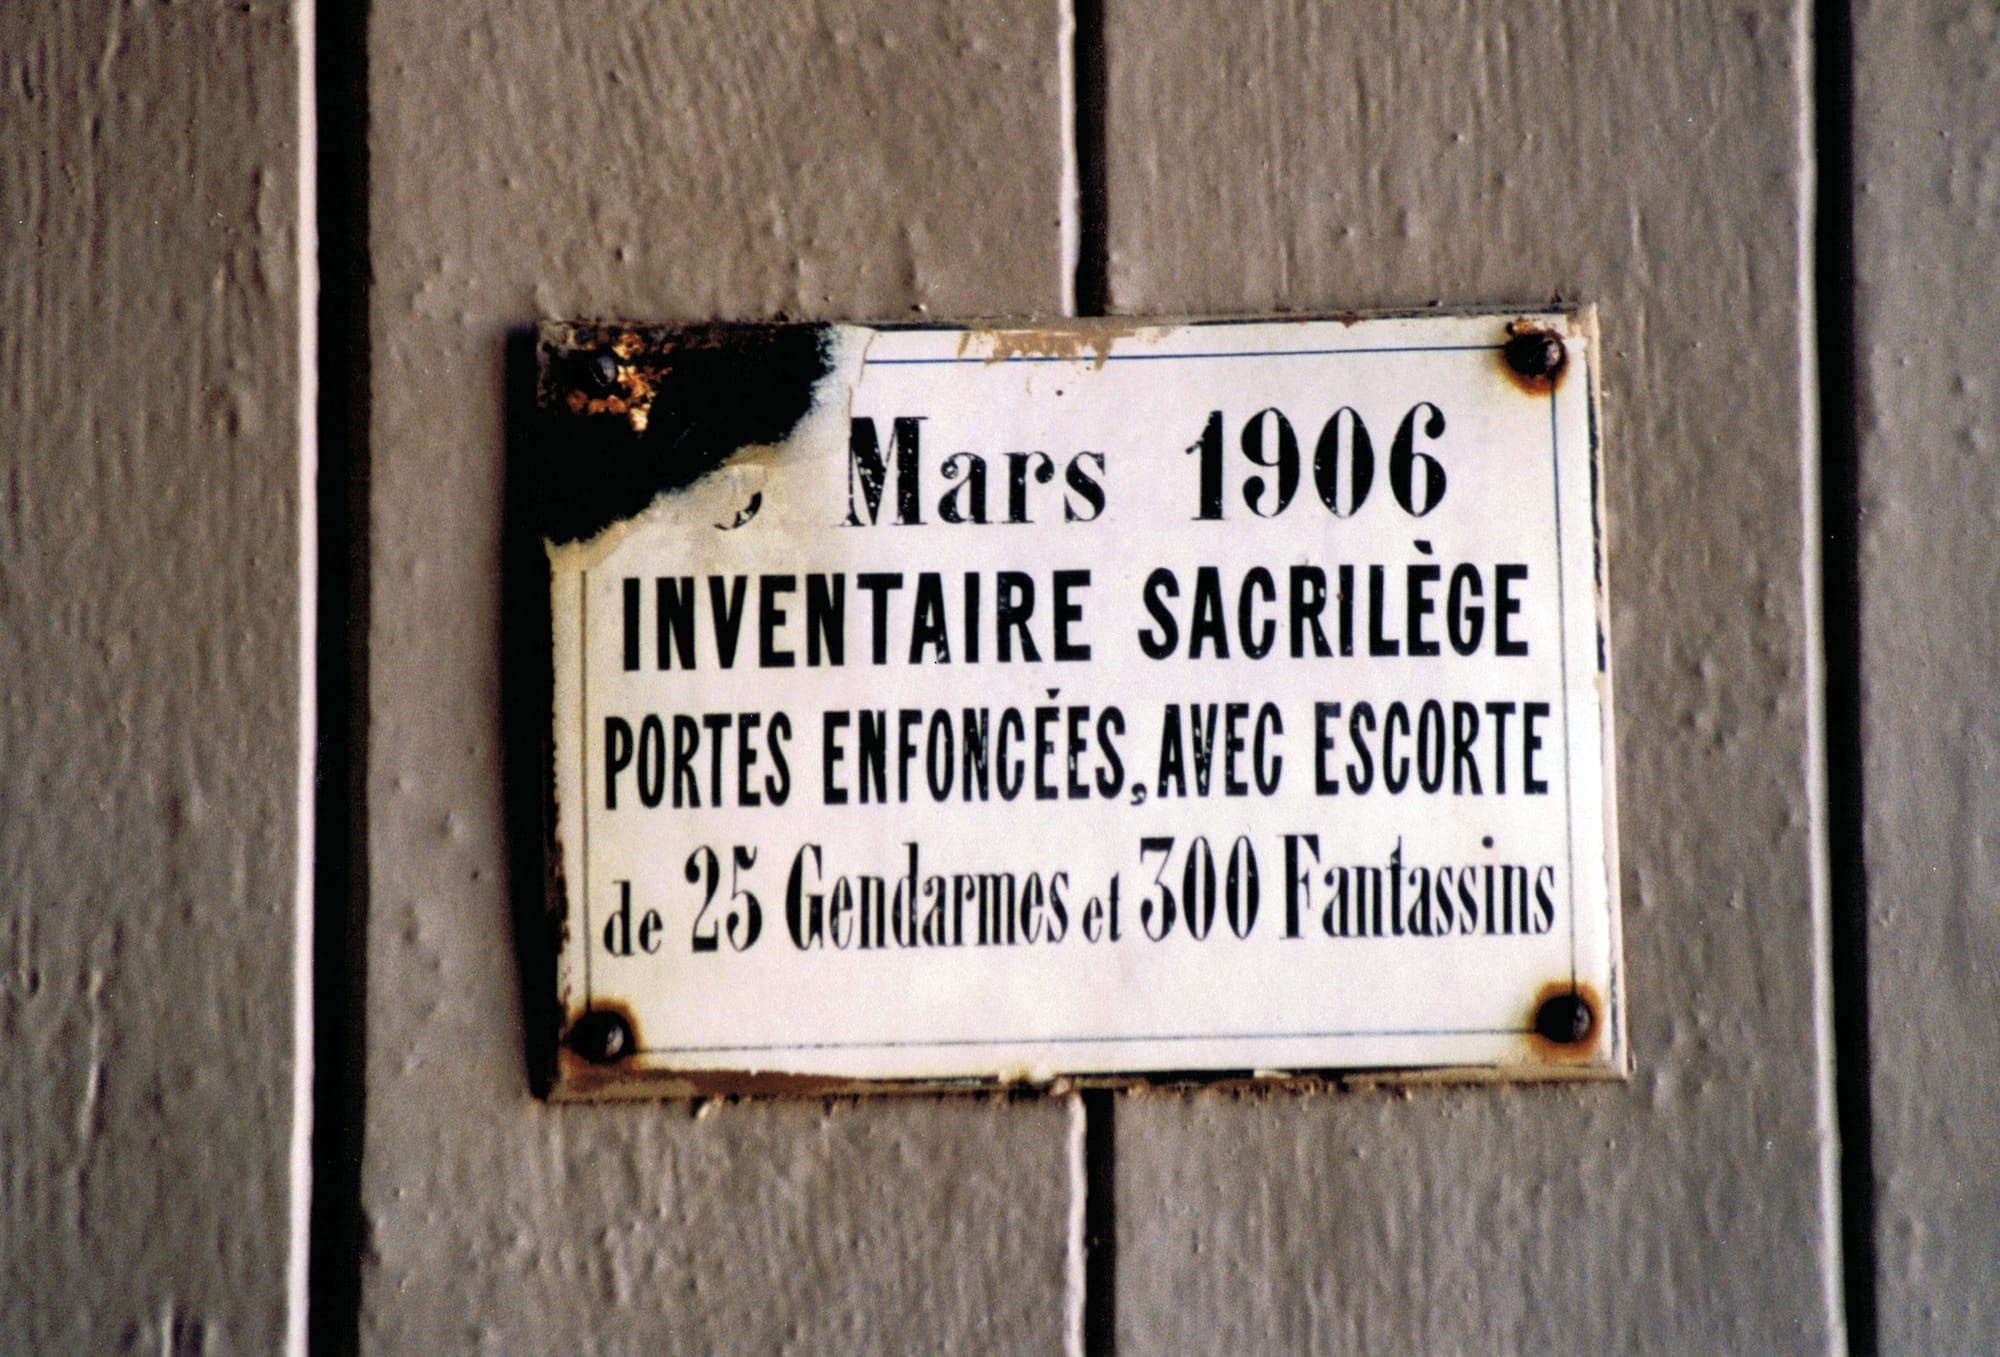 Mars 1906
INVENTAIRE SACRILÈGE
PORTES ENFONCÉES, AVEC ESCORTE
de 25 Gendarmes et 300 Fantassins